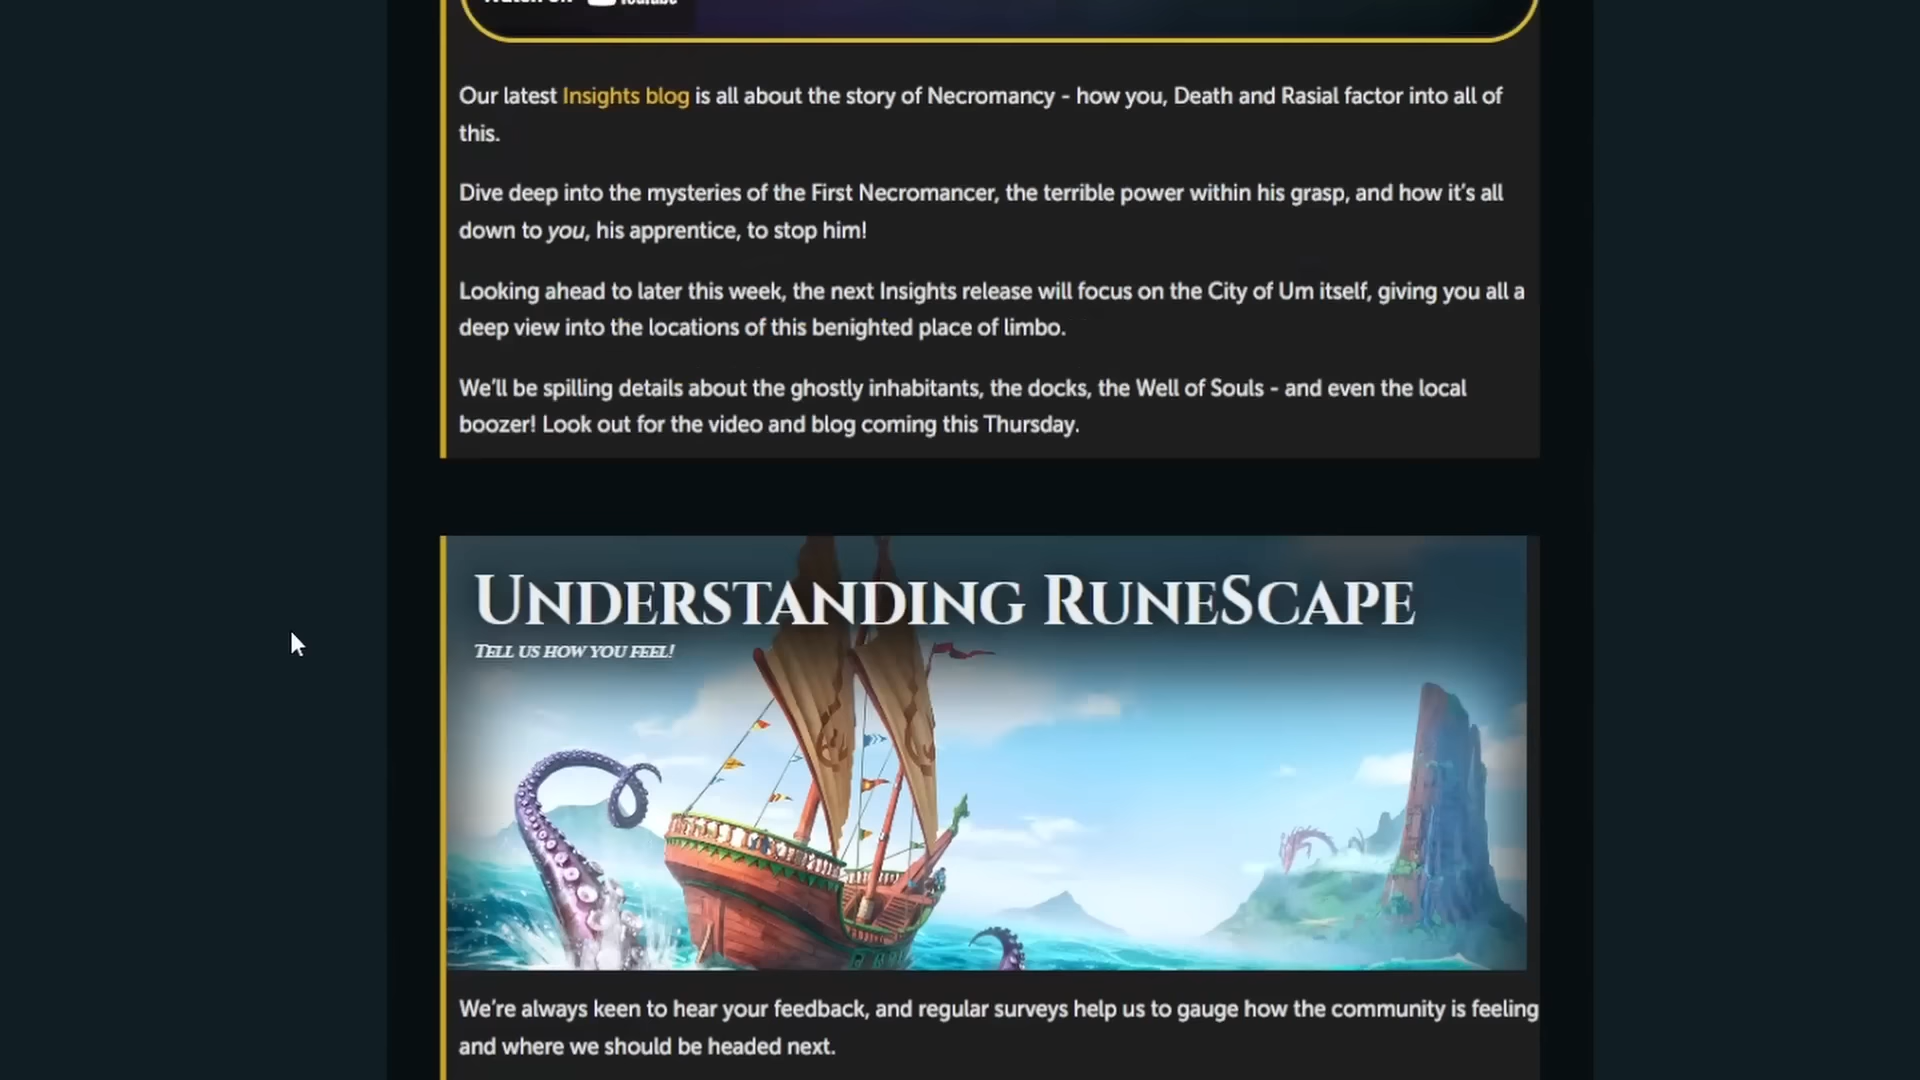 Our latest Insights blog is all about the story of Necromancy - how you, Death and Rasial factor into all of
this.
Dive deep into the mysteries of the First Necromancer, the terrible power within his grasp, and how it's all
down to you, his apprentice, to stop him!
Looking ahead to later this week, the next Insights release will focus on the City of Um itself, giving you all a
deep view into the locations of this benighted place of limbo.
We'll be spilling details about the ghostly inhabitants, the docks, the Well of Souls - and even the local
boozer! Look out for the video and blog coming this Thursday.
UNDERSTANDING RUNESCAPE
TELL US HOW YOU FEEL!
We're always keen to hear your feedback, and regular surveys help us to gauge how the community is feeling
and where we should be headed next.